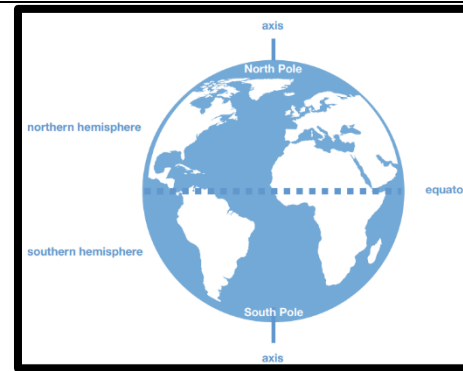 axis
North Pole
northern hemisphere
equato
southern hemisphere
South Pole
axis